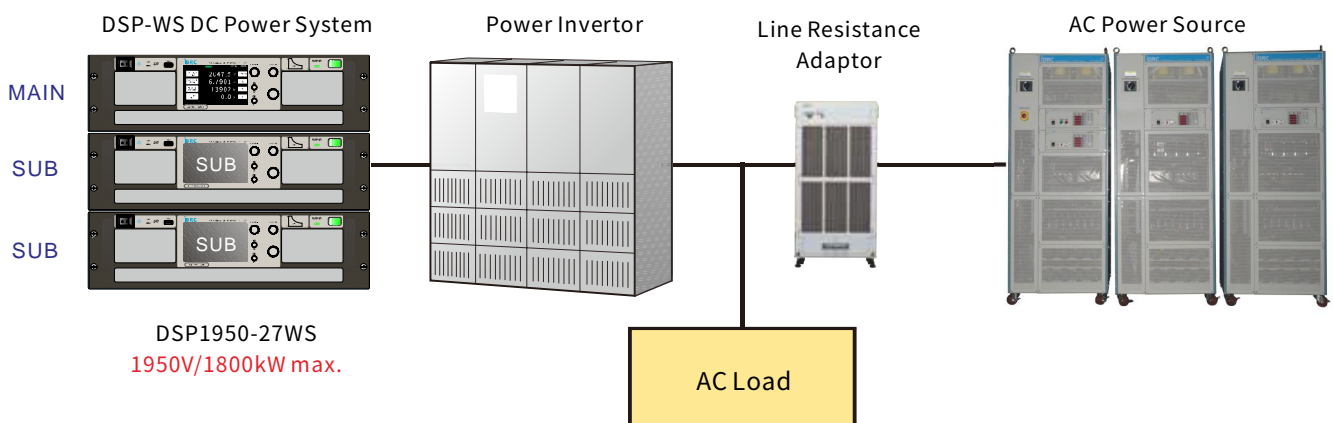 DSP-WS DC Power System
Power Invertor
Line Resistance
Adaptor
AC Power Source
MAIN
SUB
SUB
SUB
SUB
DSP1950-27WS
1950V/1800kW max.
AC Load